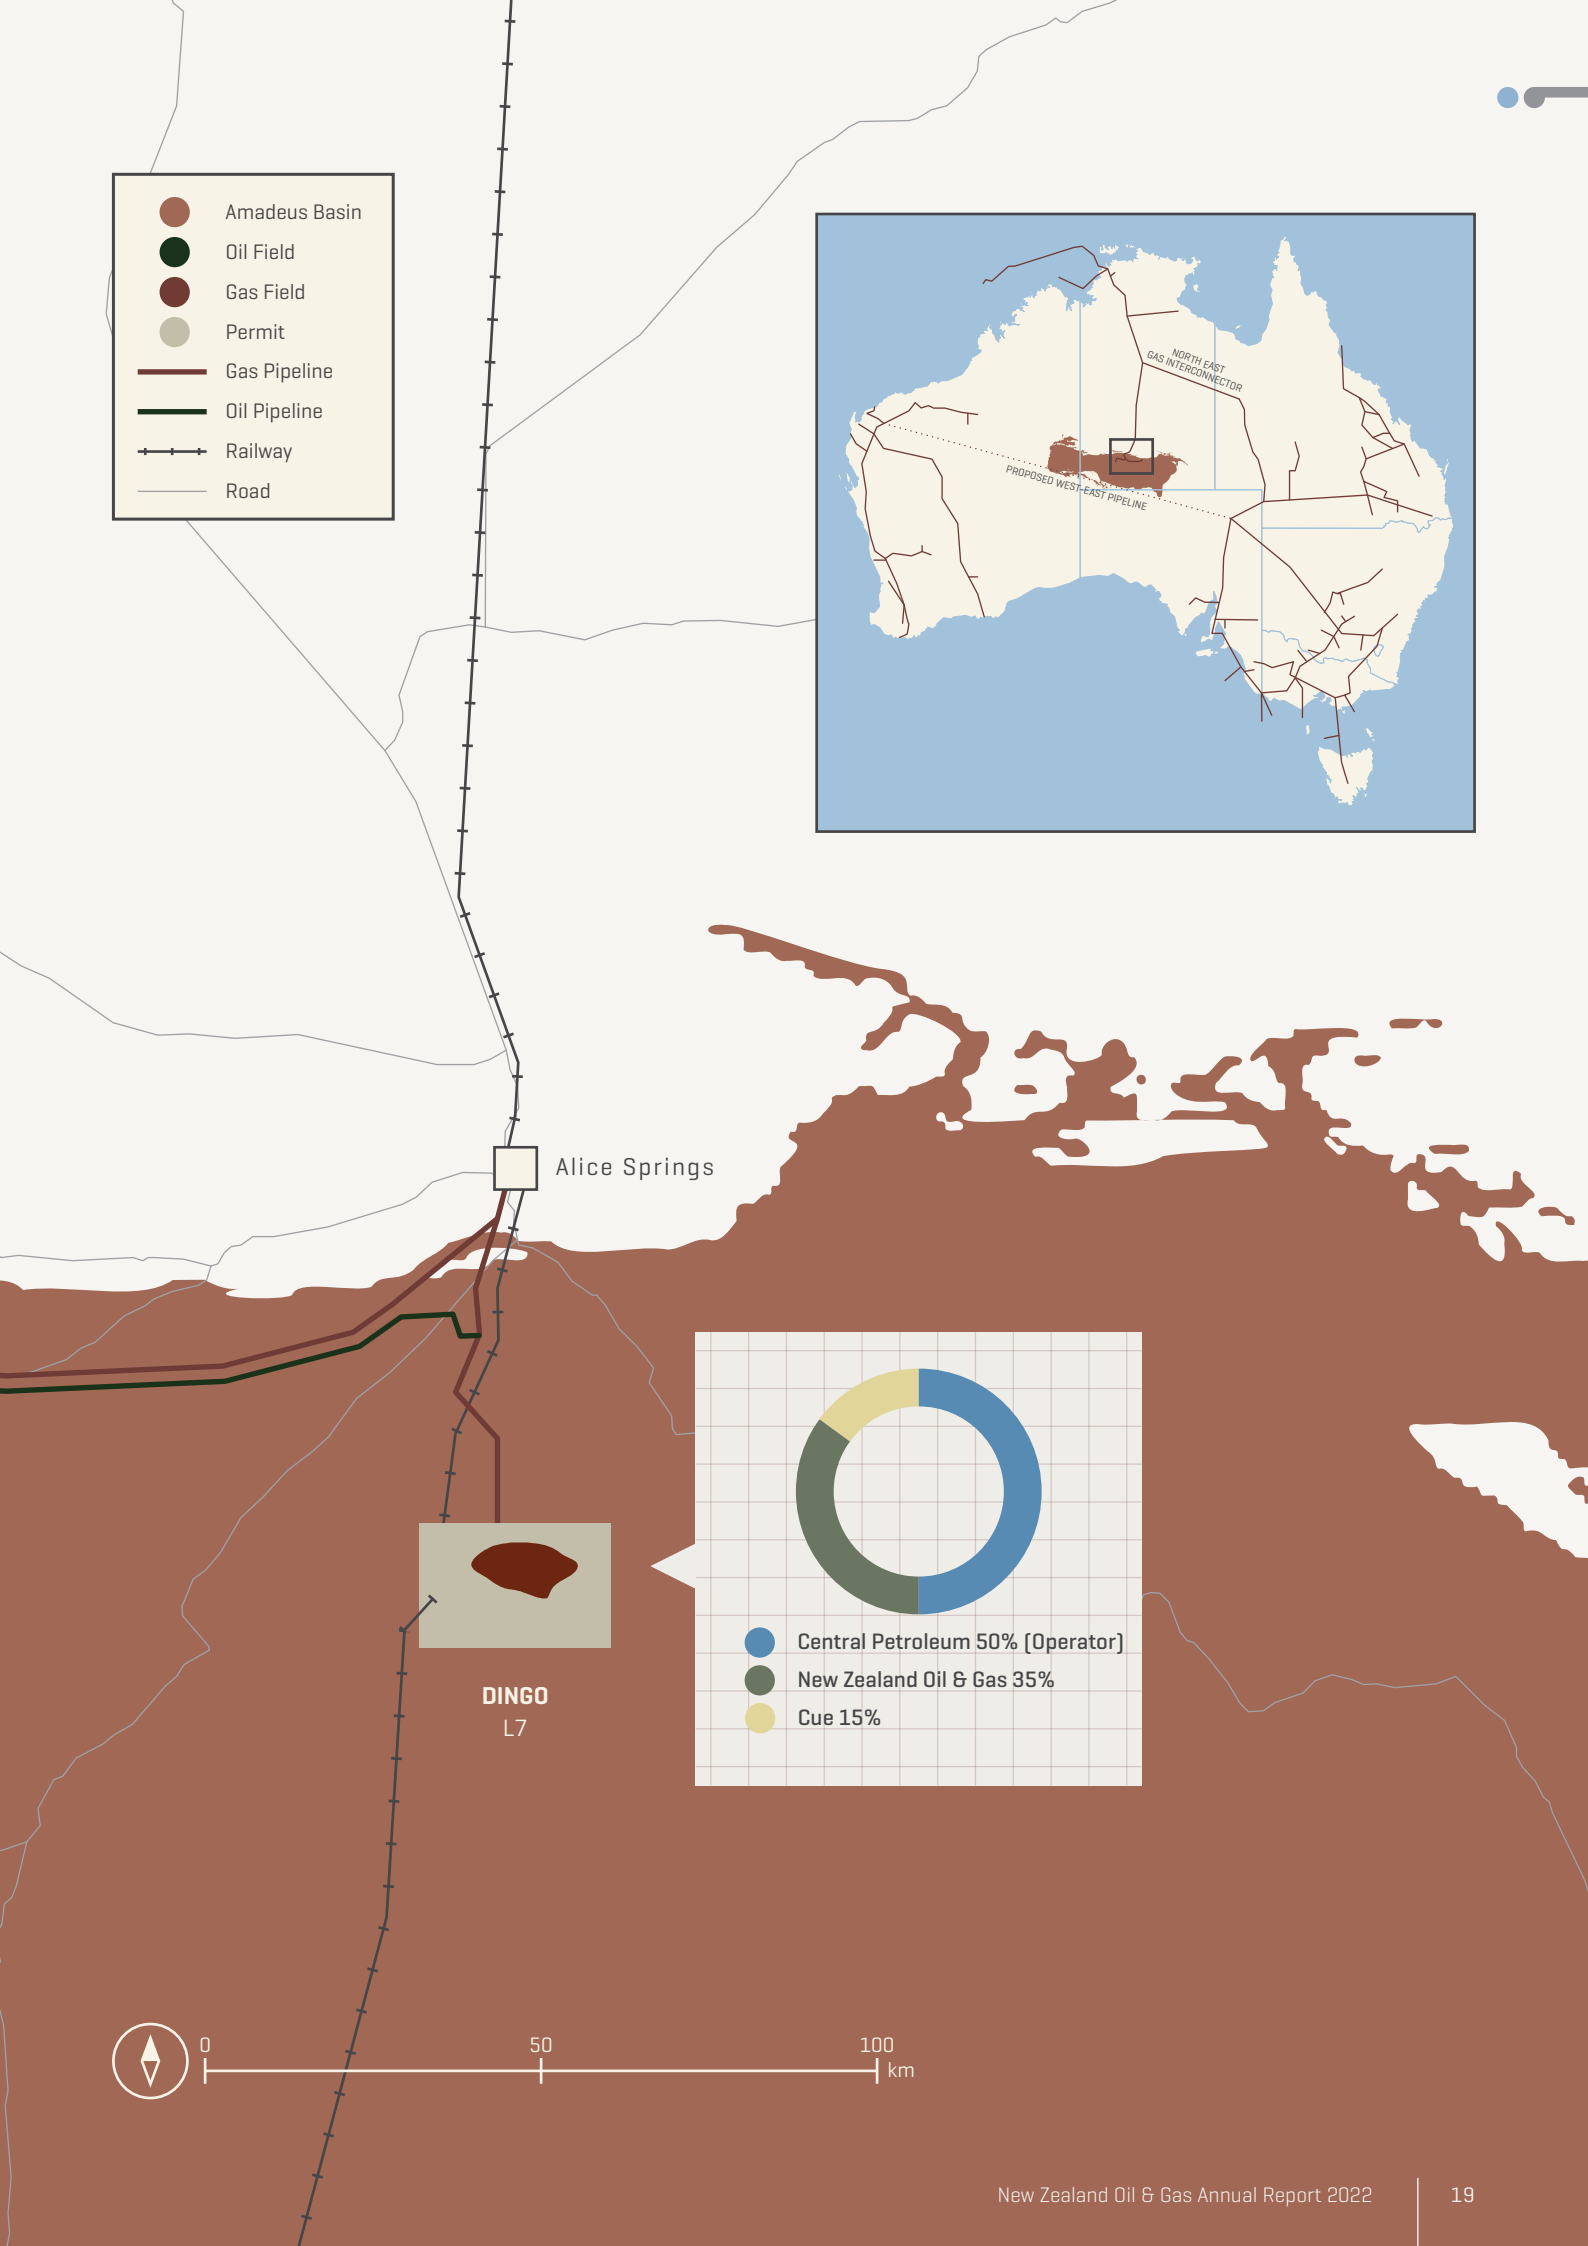 Amadeus Basin
Oil Field
Gas Field
Permit
Gas Pipeline
Oil Pipeline
Railway
Road
NORTH EAST
GAS INTERCONNECTOR
PROPOSED WEST-EAST PIPELINE
Alice Springs
Central Petroleum 50% (Operator)
New Zealand Oil & Gas 35%
Cue 15%
DINGO
L7
0 50 100
km
New Zealand Oil & Gas Annual Report 2022 19